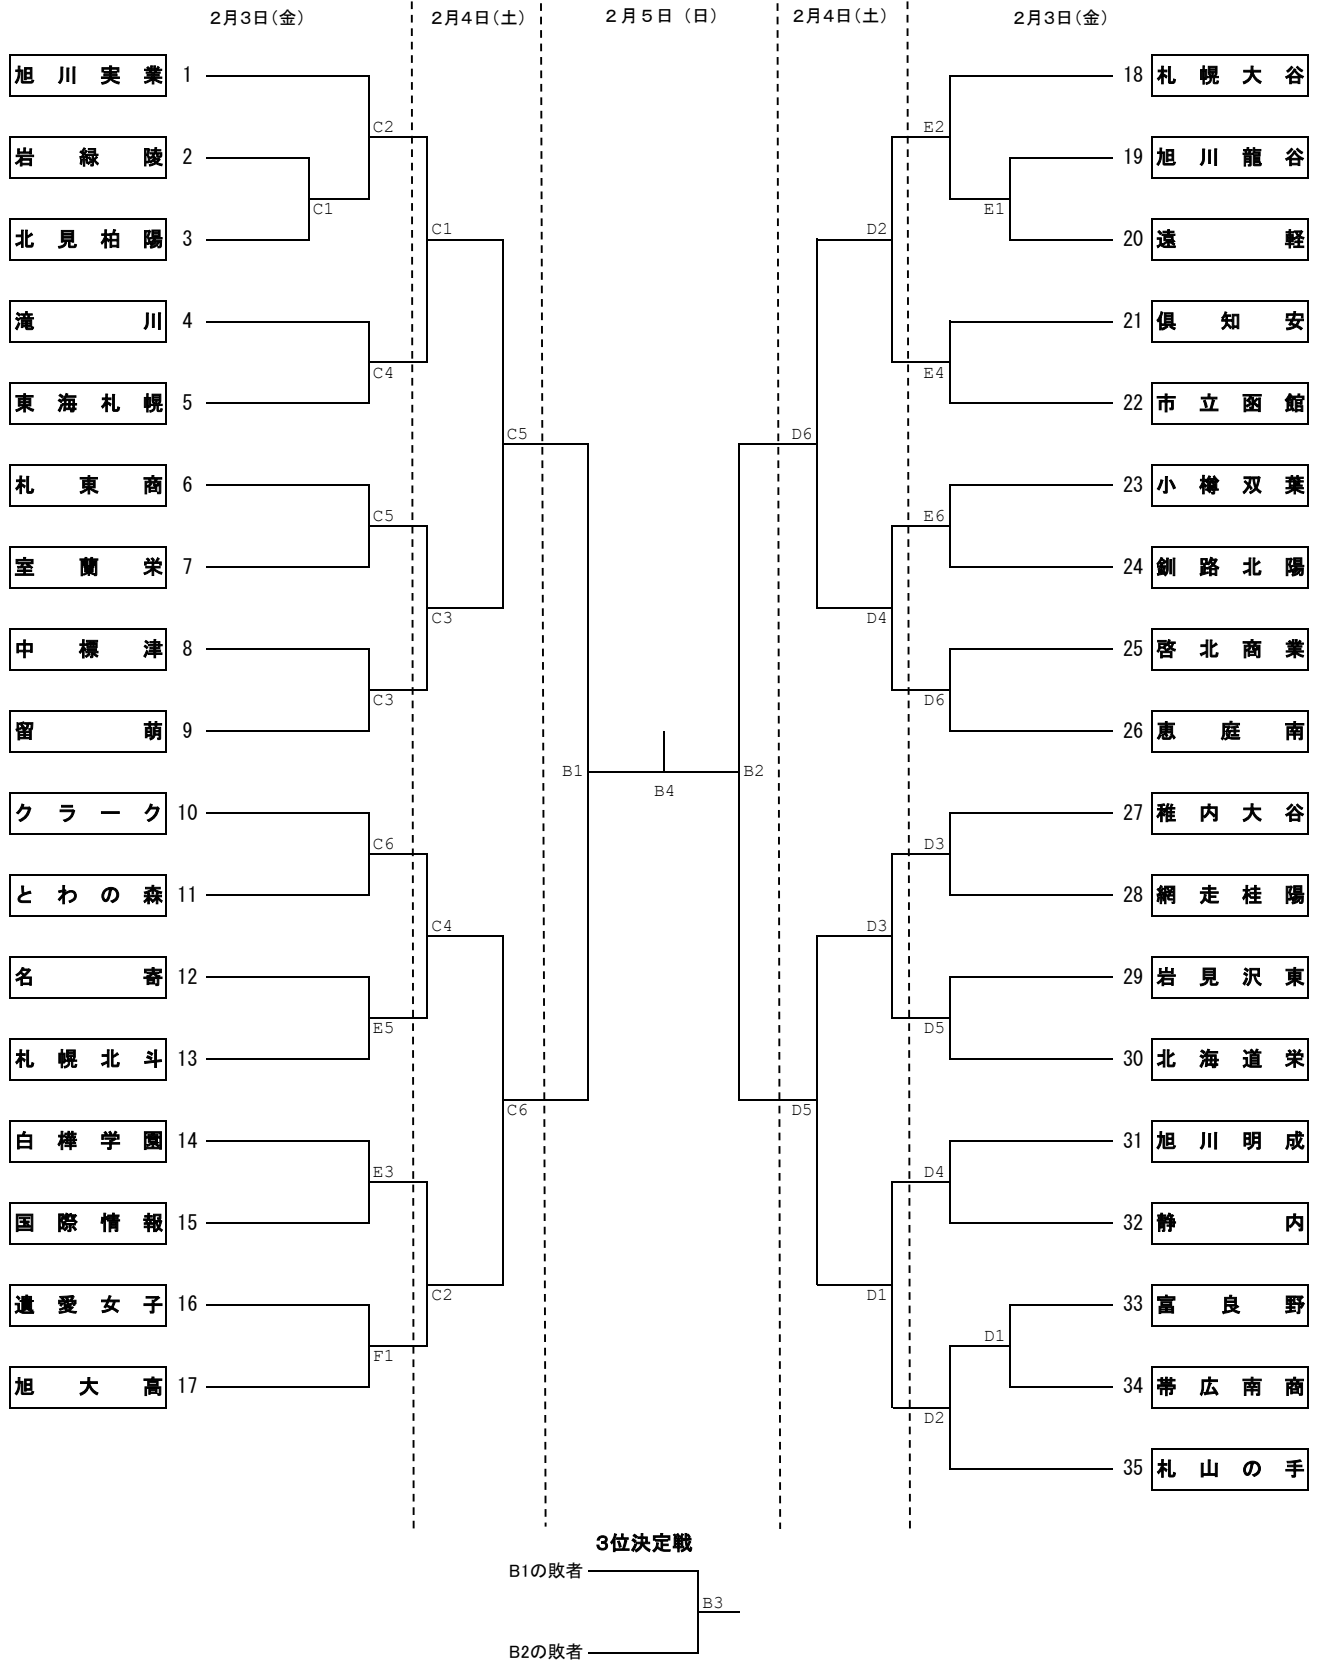 2月3日(金) 2月4日(土) 2月5日(日) 2月4日(土) 2月3日(金)
旭川実業 1 18 札幌大谷
C2 E2
岩緑陵 2 19 旭川龍谷
C1 E1
北見柏陽 3 C1 D2 20 遠軽
滝川 4 21 倶知安
C4 E4
東海札幌 5 22 市立函館
C5 D6
札東商 6 23 小樽双葉
C5 E6
室蘭栄 7 24 釧路北陽
C3 D4
中標津 8 25 啓北商業
C3 D6
留萌 9 26 恵庭南
B1 B4 B2
クラーク 10 27 稚内大谷
C6 D3
とわの森 11 28 網走桂陽
C4 D3
名寄 12 29 岩見沢東
E5 D5
札幌北斗 13 30 北海道栄
C6 D5
白樺学園 14 31 旭川明成
E3 D4
国際情報 15 32 静内
C2 D1
遺愛女子 16 33 富良野
F1 D1
旭大高 17 34 帯広南商
D2
35 札山の手
3位決定戦
B1の敗者
B3
B2の敗者